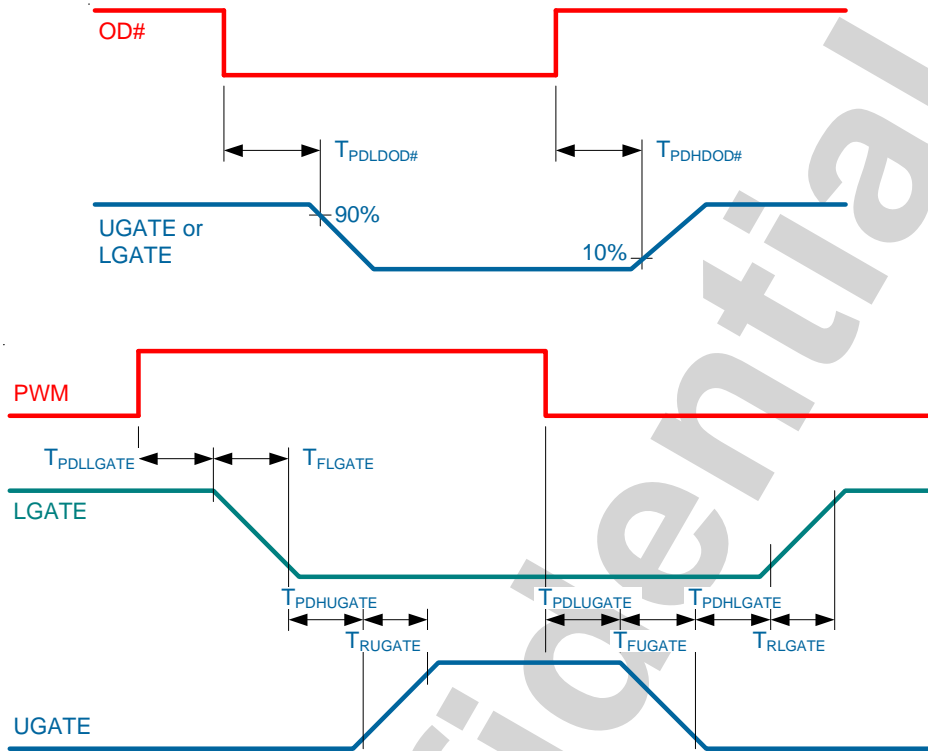 OD#
TPDLDOD#
TPDHDOD#
90%
UGATE or
LGATE
10%
PWM
TPDLLGATE
TFLGATE
LGATE
TPDHUGATE
TPDLUGATE
TPDHLGATE
TRUGATE
TFUGATE
TRLGATE
UGATE
fidential